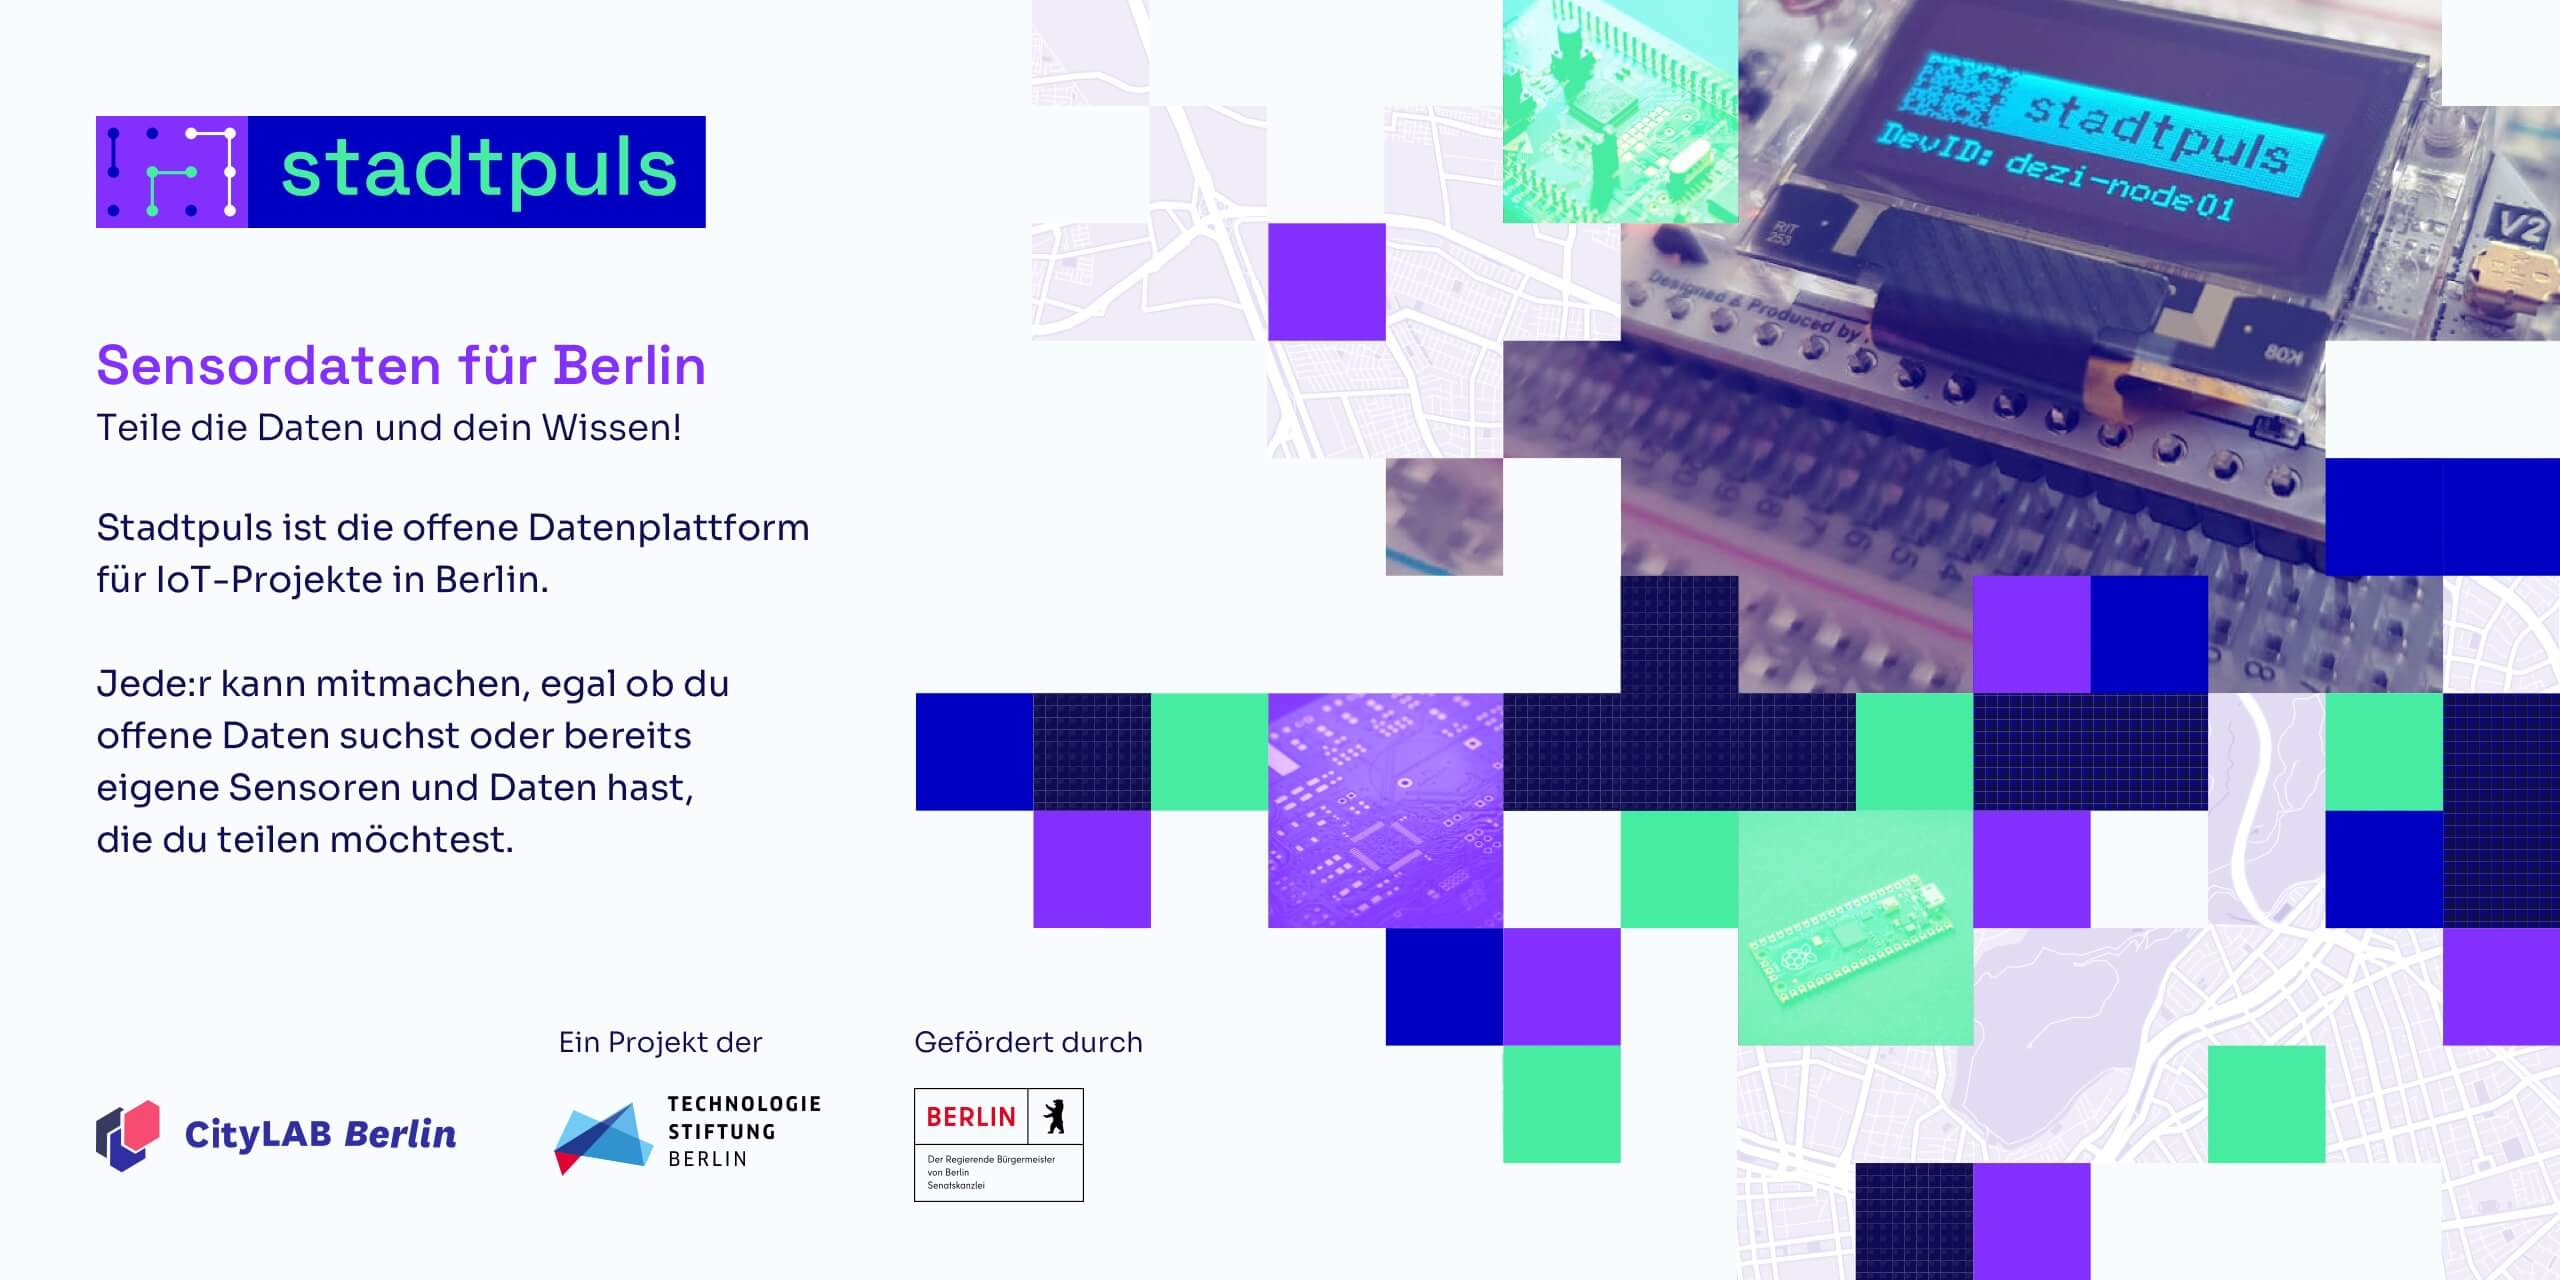 stadtpuls
Sensordaten für Berlin
Teile die Daten und dein Wissen!
Stadtpuls ist die offene Datenplattform
für IoT-Projekte in Berlin.
Jede:r kann mitmachen, egal ob du
offene Daten suchst oder bereits
eigene Sensoren und Daten hast,
die du teilen möchtest.
CityLAB Berlin
Ein Projekt der
TECHNOLOGIE
STIFTUNG
BERLIN
Gefördert durch
BERLIN
Der Regierende Bürgermeister
von Berlin
Senatskanzlei
stadtpuls
DevID: dezi-node01
RIT
253
V2
Designed & Produced by
K08